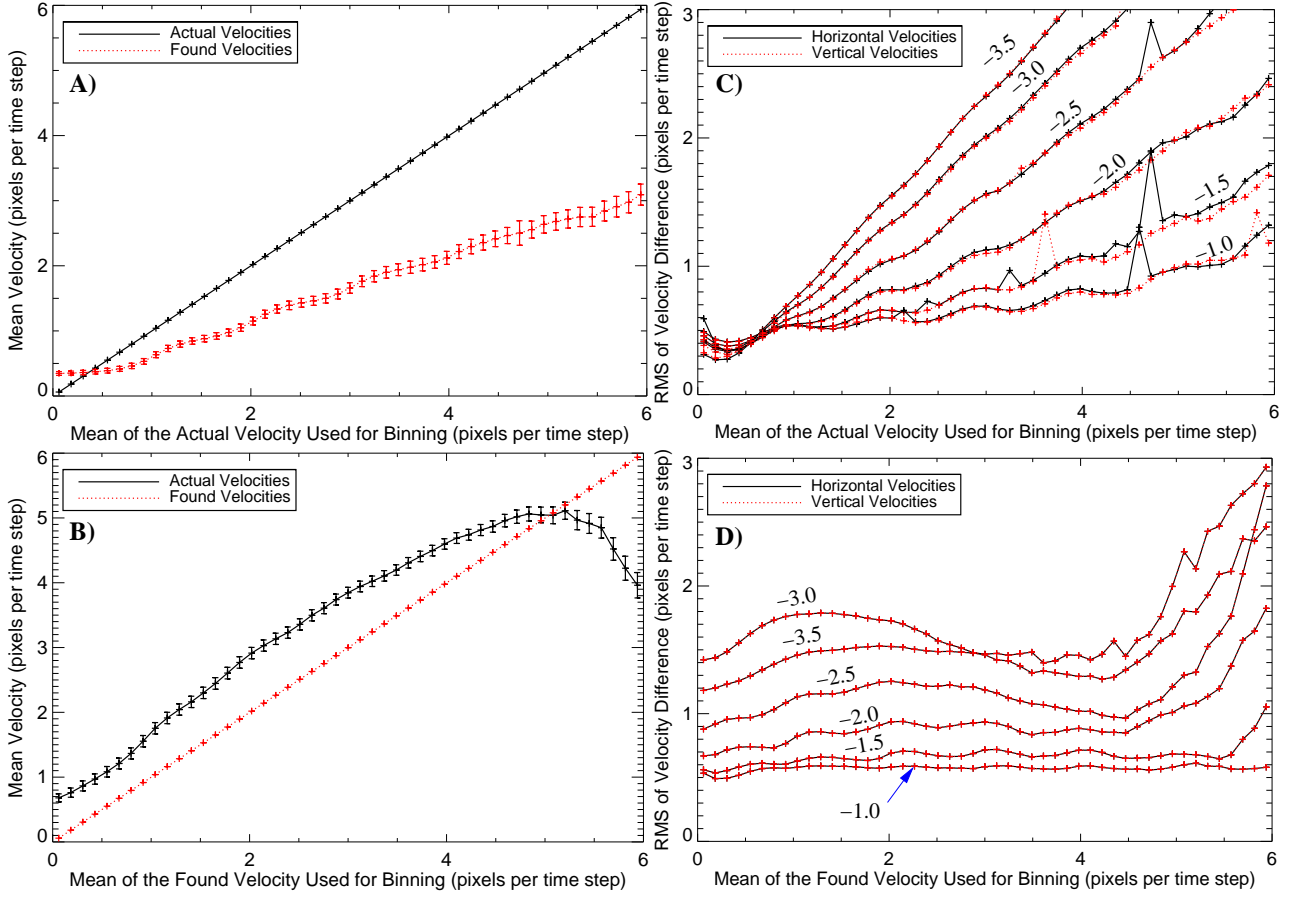 A)
Actual Velocities
Found Velocities
Mean Velocity (pixels per time step)
6
4
2
0
0 2 4 6
Mean of the Actual Velocity Used for Binning (pixels per time step)
C)
Horizontal Velocities
Vertical Velocities
RMS of Velocity Difference (pixels per time step)
3
2
1
0
−3.5
−3.0
−2.5
−2.0
−1.5
−1.0
0 2 4 6
Mean of the Actual Velocity Used for Binning (pixels per time step)
B)
Actual Velocities
Found Velocities
Mean Velocity (pixels per time step)
6
5
4
3
2
1
0
0 2 4 6
Mean of the Found Velocity Used for Binning (pixels per time step)
D)
Horizontal Velocities
Vertical Velocities
RMS of Velocity Difference (pixels per time step)
3
2
1
0
−3.0
−3.5
−2.5
−2.0
−1.5
−1.0
0 2 4 6
Mean of the Found Velocity Used for Binning (pixels per time step)